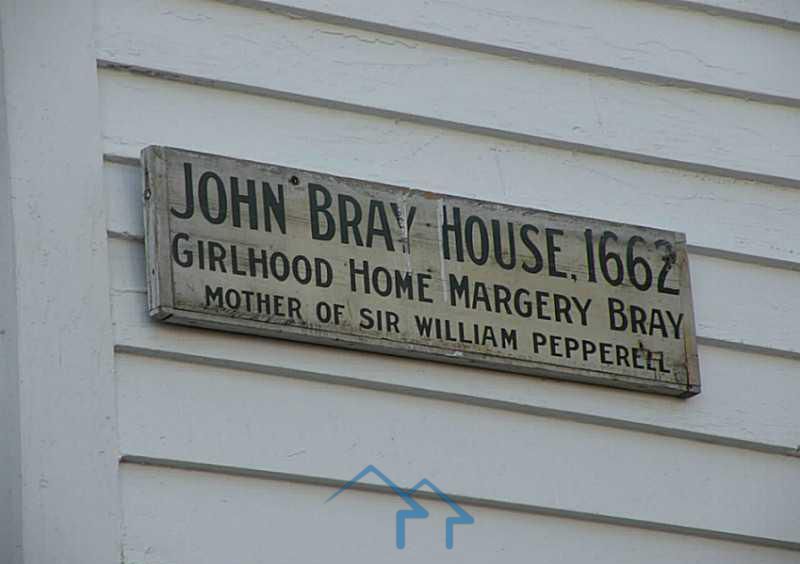 JOHN BRAY HOUSE, 1662
GIRLHOOD HOME MARGERY BRAY
MOTHER OF SIR WILLIAM PEPPERELL